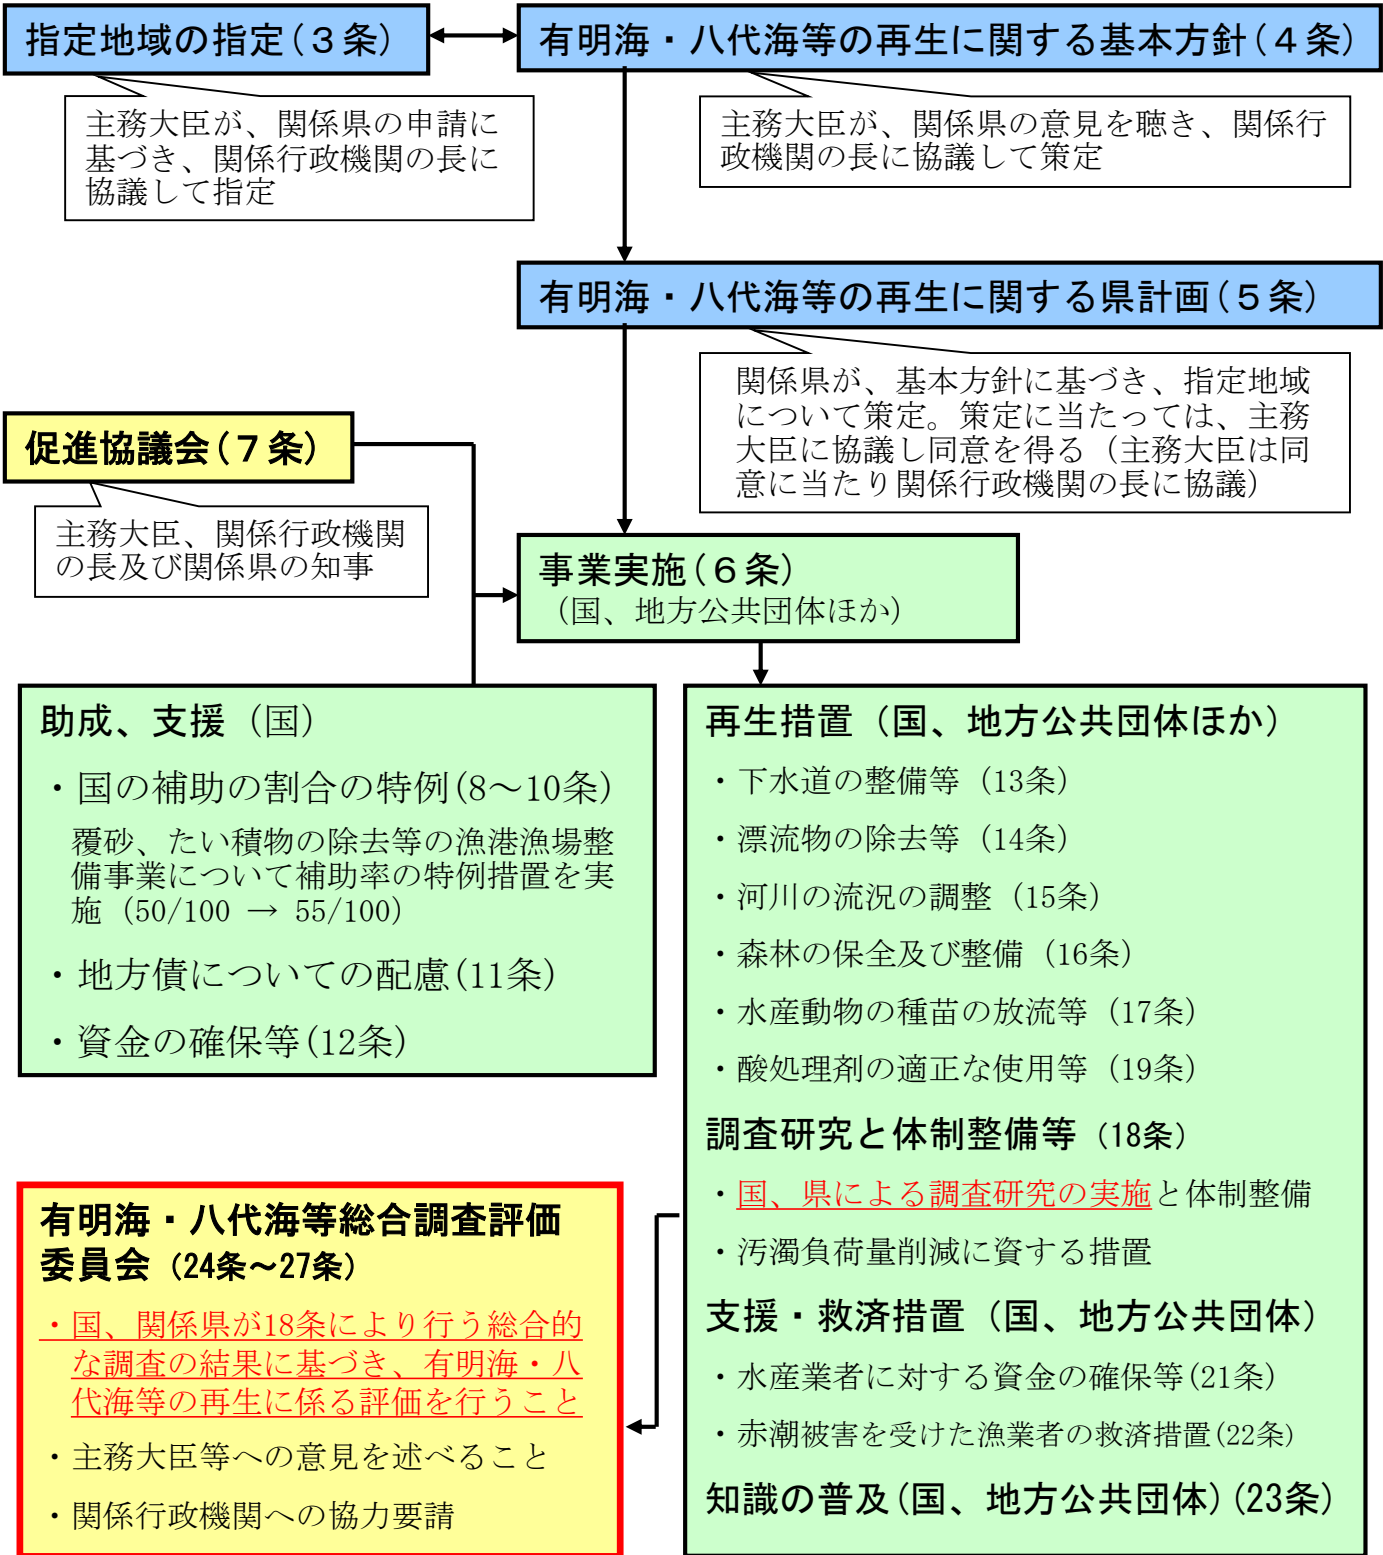 指定地域の指定(３条)
有明海・八代海等の再生に関する基本方針(４条)
主務大臣が、関係県の申請に
基づき、関係行政機関の長に
協議して指定
主務大臣が、関係県の意見を聴き、関係行
政機関の長に協議して策定
有明海・八代海等の再生に関する県計画(５条)
関係県が、基本方針に基づき、指定地域
について策定。策定に当たっては、主務
大臣に協議し同意を得る（主務大臣は同
意に当たり関係行政機関の長に協議）
促進協議会(７条)
主務大臣、関係行政機関
の長及び関係県の知事
事業実施(６条)
（国、地方公共団体ほか）
助成、支援（国）
・国の補助の割合の特例(8～10条)
覆砂、たい積物の除去等の漁港漁場整
備事業について補助率の特例措置を実
施（50/100 → 55/100）
・地方債についての配慮(11条)
・資金の確保等(12条)
再生措置（国、地方公共団体ほか）
・下水道の整備等（13条）
・漂流物の除去等（14条）
・河川の流況の調整（15条）
・森林の保全及び整備（16条）
・水産動物の種苗の放流等（17条）
・酸処理剤の適正な使用等（19条）
調査研究と体制整備等（18条）
・国、県による調査研究の実施と体制整備
・汚濁負荷量削減に資する措置
支援・救済措置（国、地方公共団体）
・水産業者に対する資金の確保等(21条)
・赤潮被害を受けた漁業者の救済措置(22条)
知識の普及(国、地方公共団体)(23条)
有明海・八代海等総合調査評価
委員会（24条～27条）
・国、関係県が18条により行う総合的
な調査の結果に基づき、有明海・八
代海等の再生に係る評価を行うこと
・主務大臣等への意見を述べること
・関係行政機関への協力要請